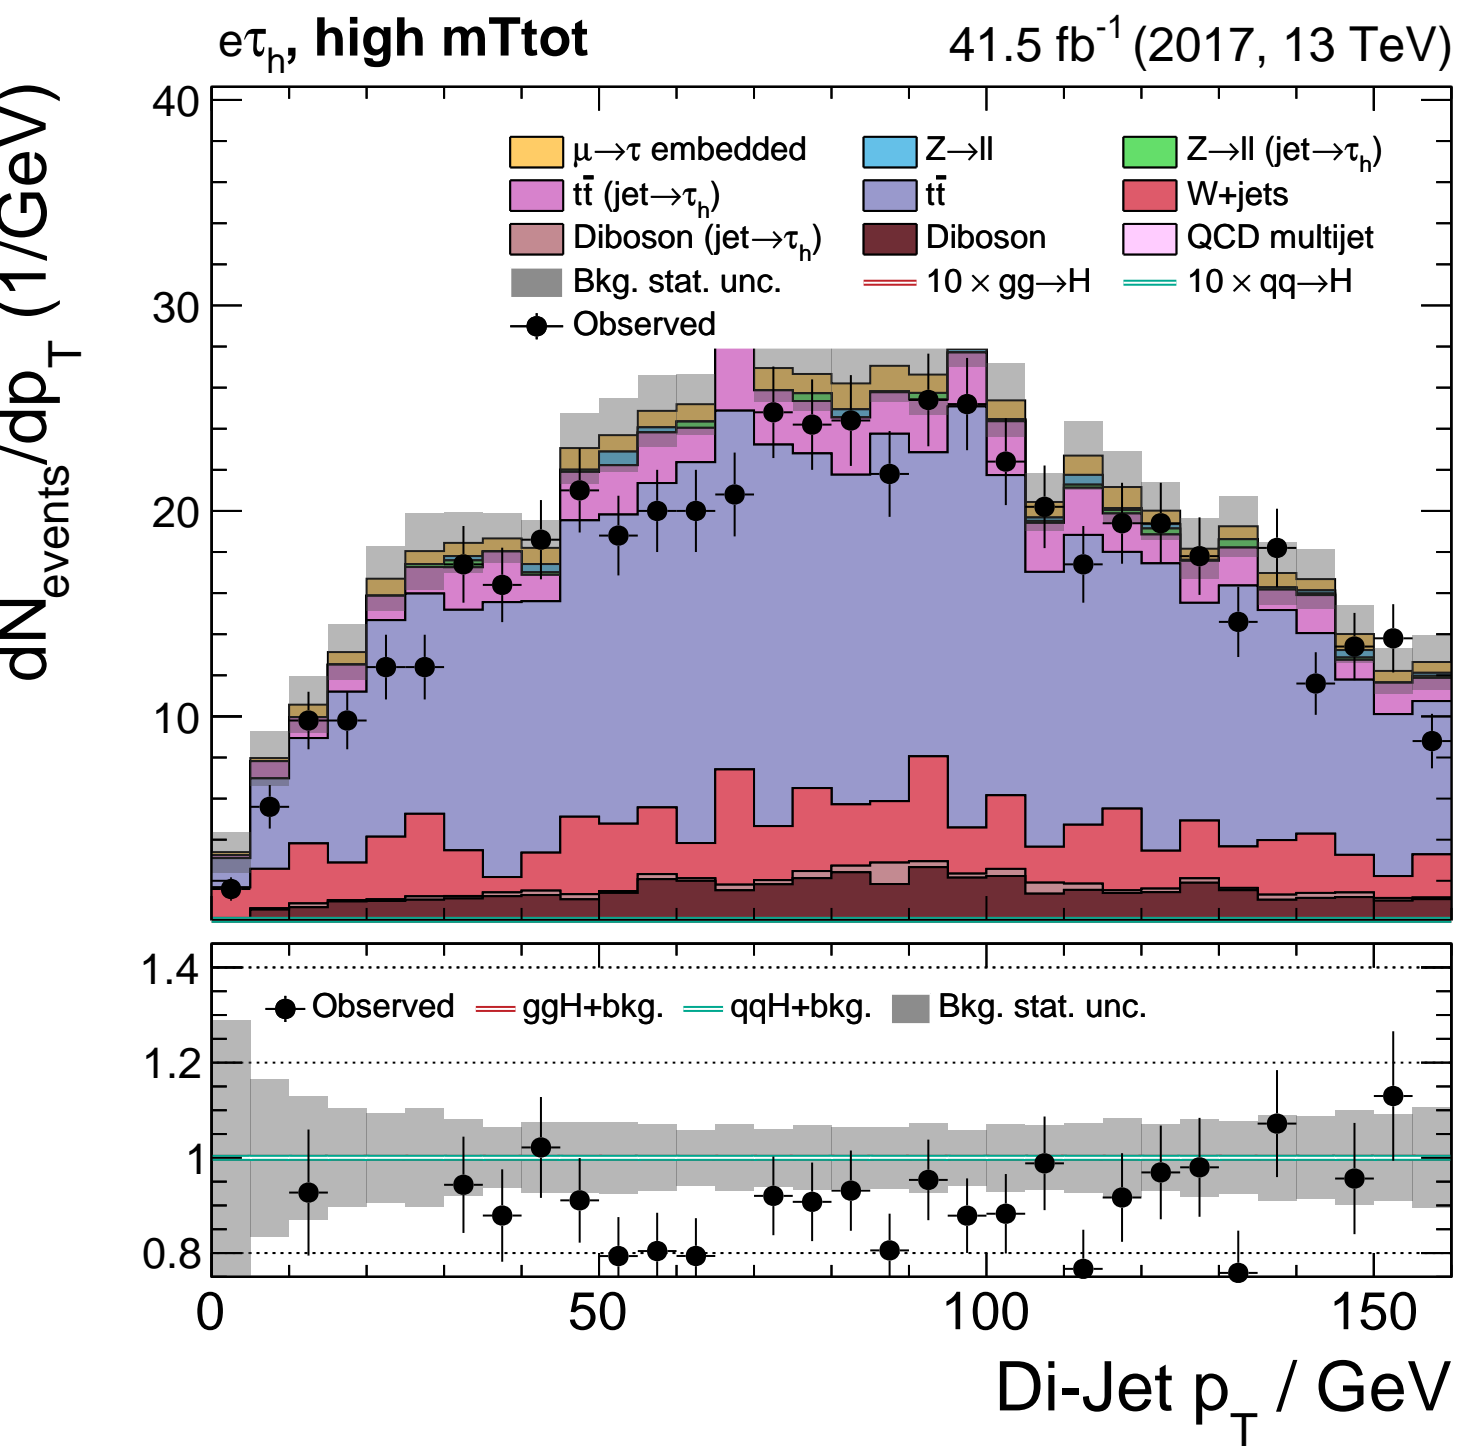 eτh, high mTtot 41.5 fb-1 (2017, 13 TeV)
dNevents/dpT (1/GeV)
40
30
20
10
μ→τ embedded Z→ll Z→ll (jet→τh)
tt̄ (jet→τh) tt̄ W+jets
Diboson (jet→τh) Diboson QCD multijet
Bkg. stat. unc. 10 × gg→H 10 × qq→H
Observed
1.4
1.2
1
0.8
Observed ggH+bkg. qqH+bkg. Bkg. stat. unc.
0 50 100 150
Di-Jet pT / GeV